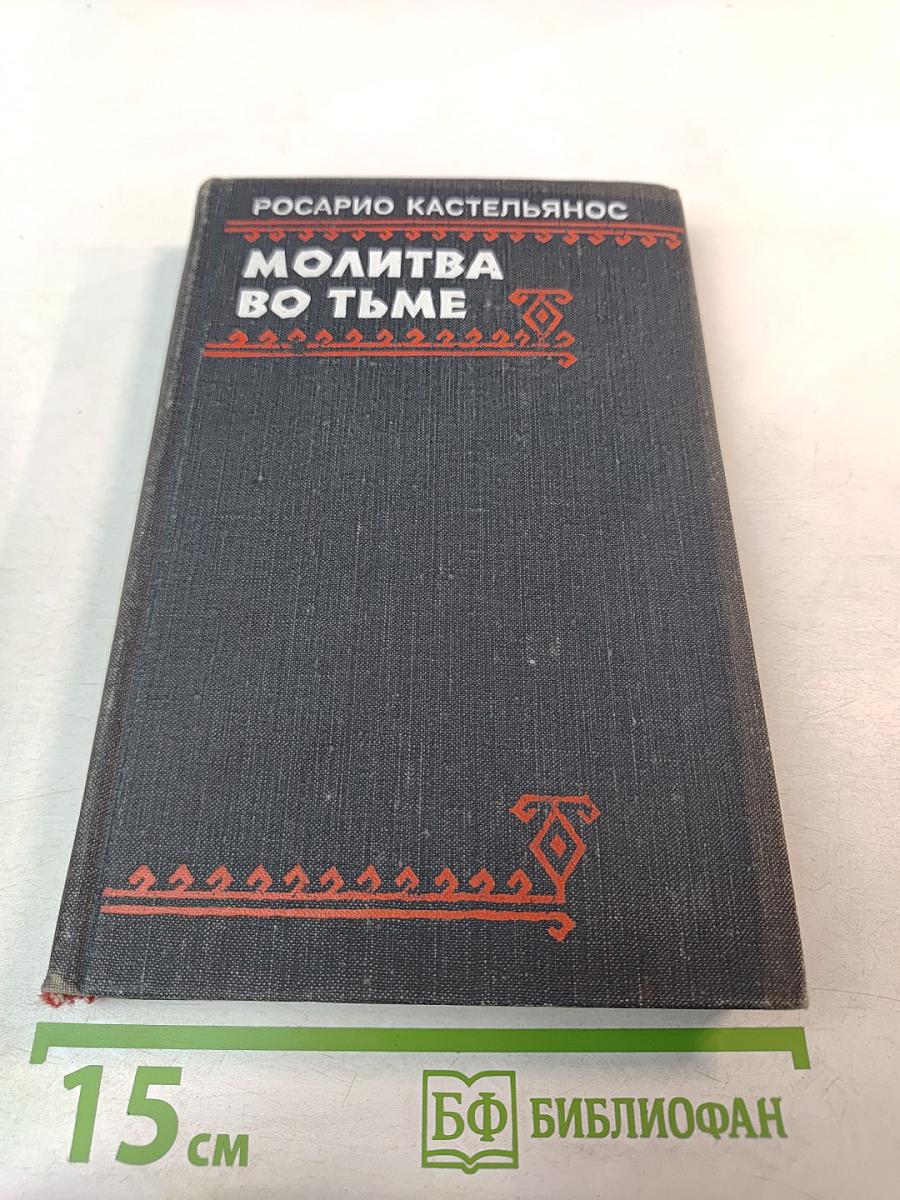 РОСАРИО КАСТЕЛЬЯНОС
МОЛИТВА
ВО ТЬМЕ
15 см
БФ БИБЛИОФАН